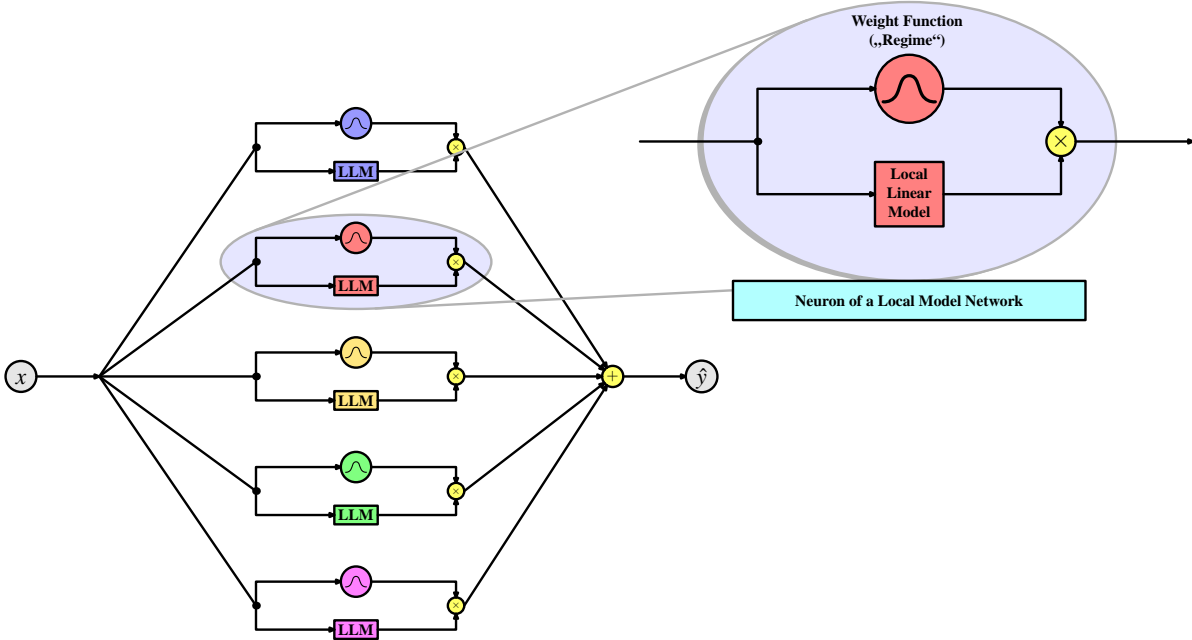 Weight Function
(„Regime“)
×
Local
Linear
Model
Neuron of a Local Model Network
×
LLM
×
LLM
x
×
LLM
+
ŷ
×
LLM
×
LLM